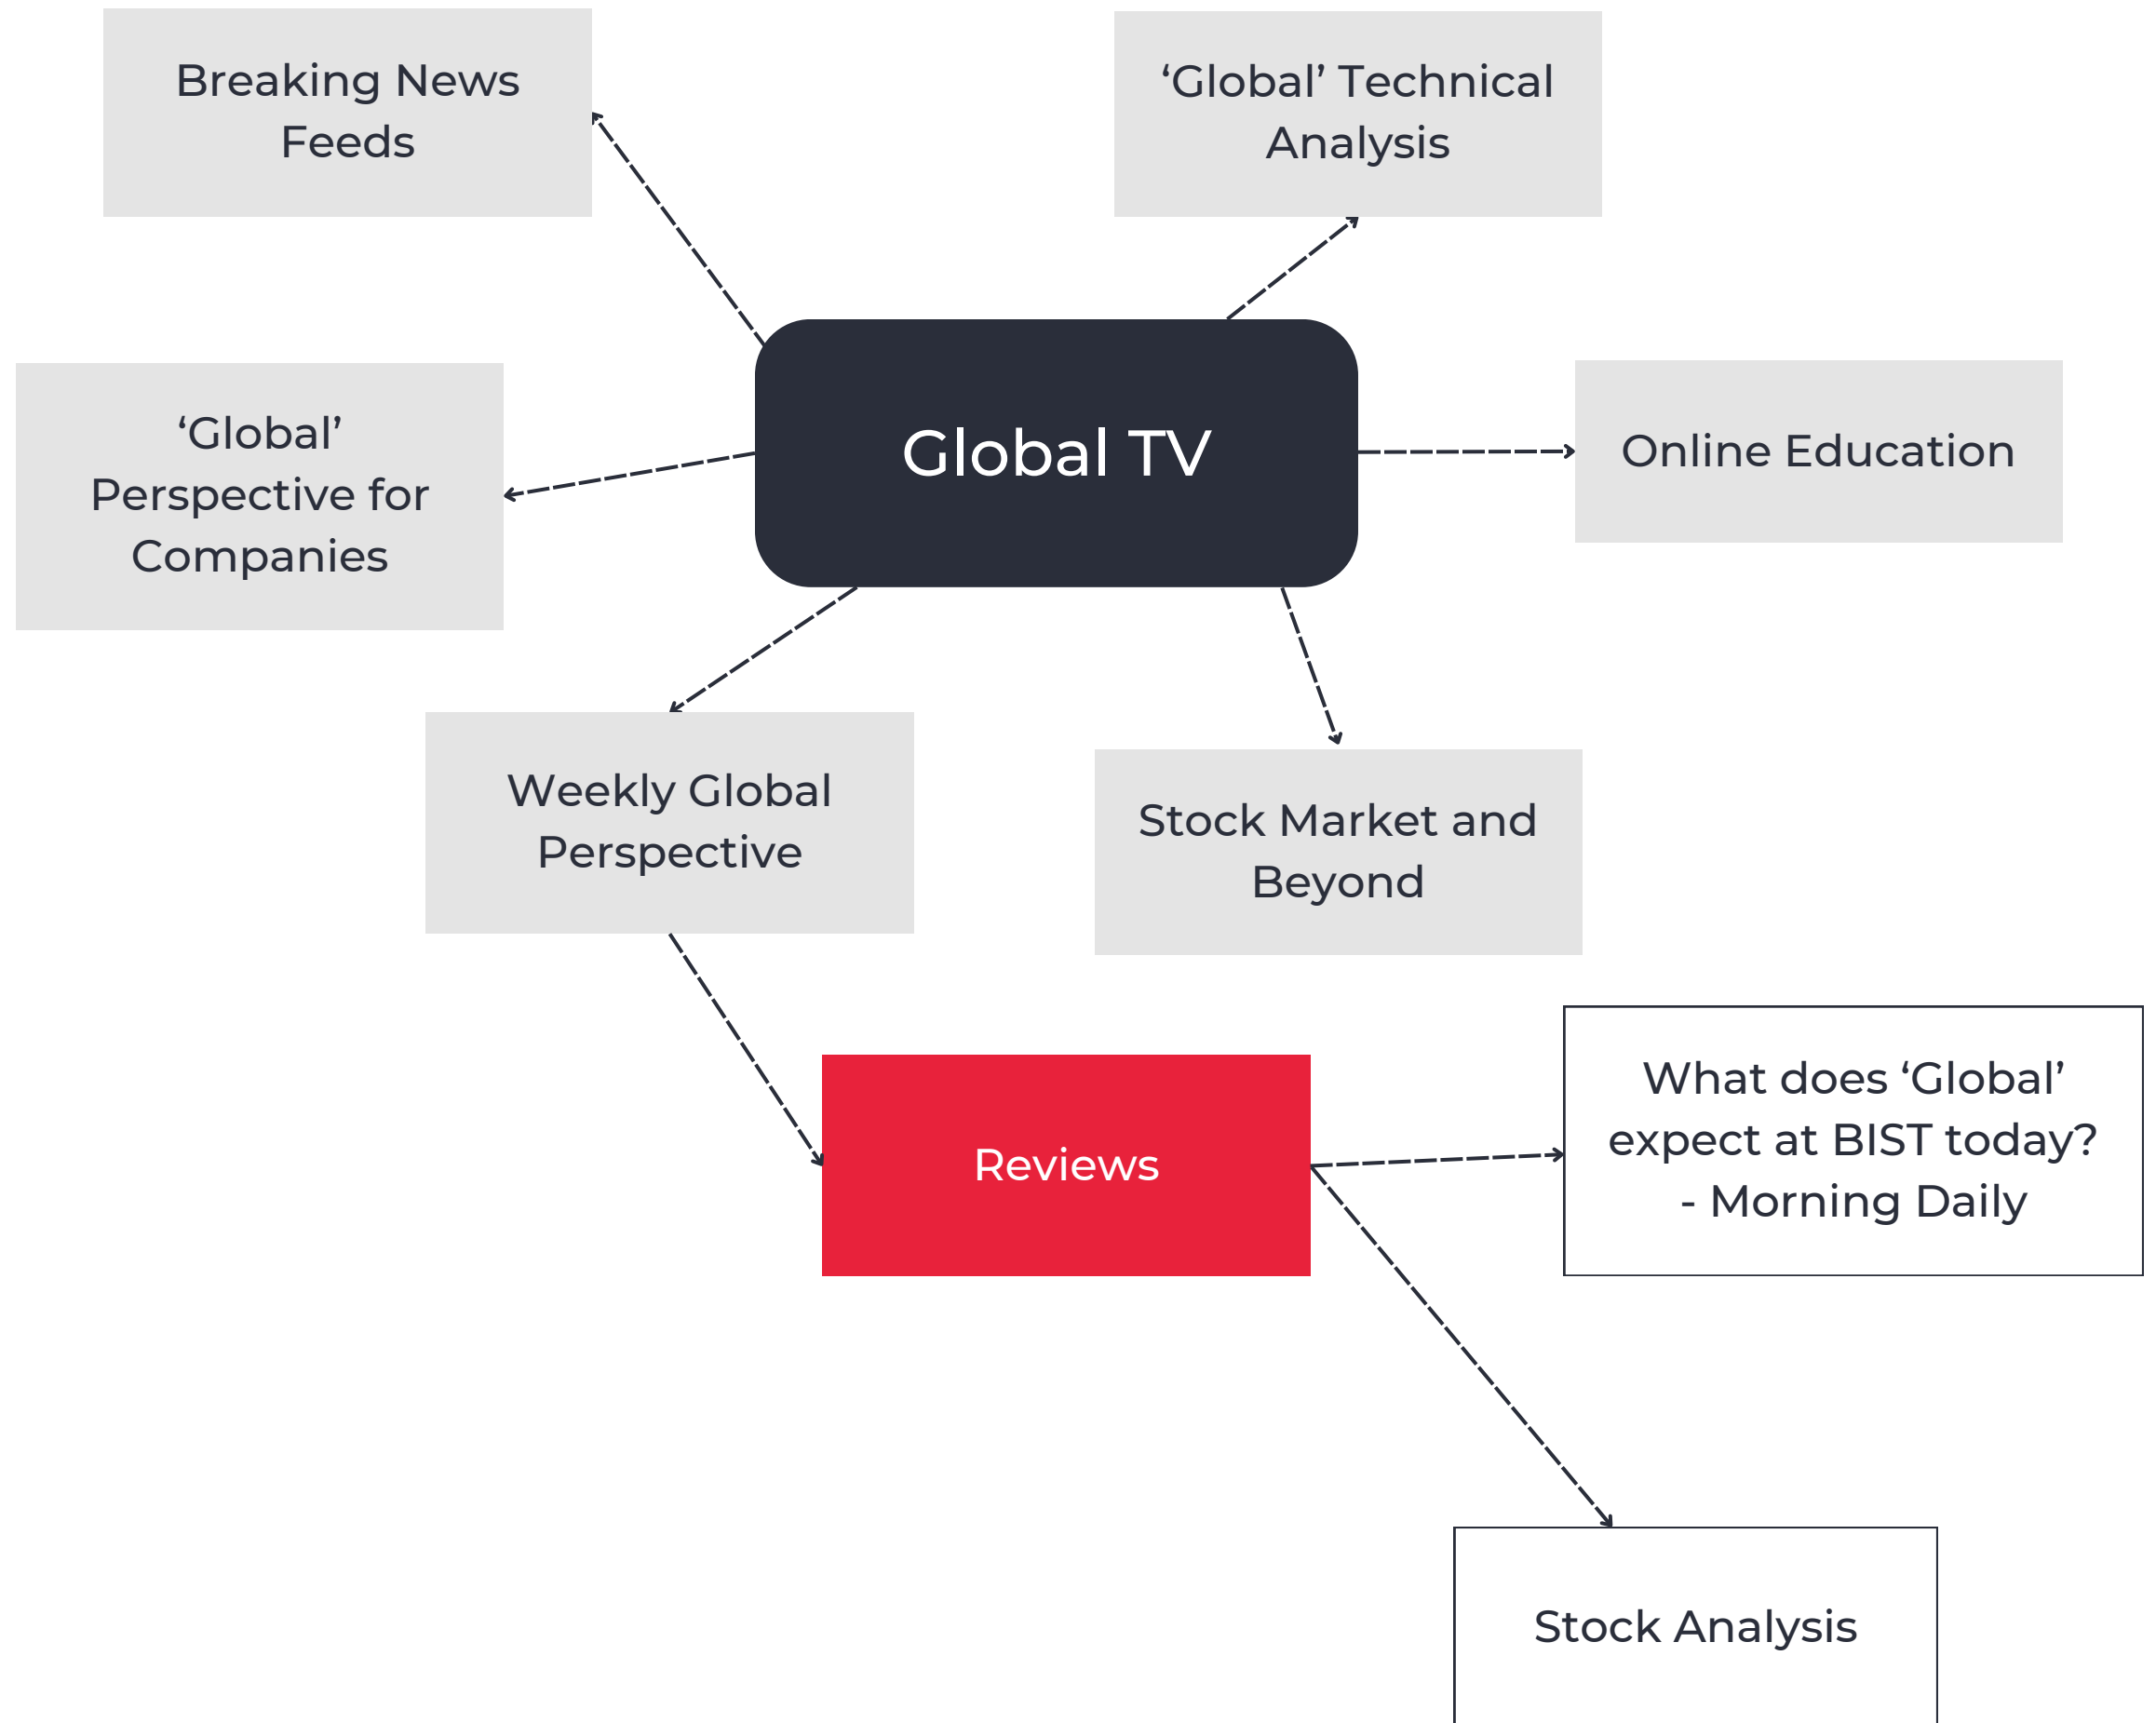 Breaking News
Feeds
‘Global’ Technical
Analysis
‘Global’
Perspective for
Companies
Global TV
Online Education
Weekly Global
Perspective
Stock Market and
Beyond
Reviews
What does ‘Global’
expect at BIST today?
- Morning Daily
Stock Analysis